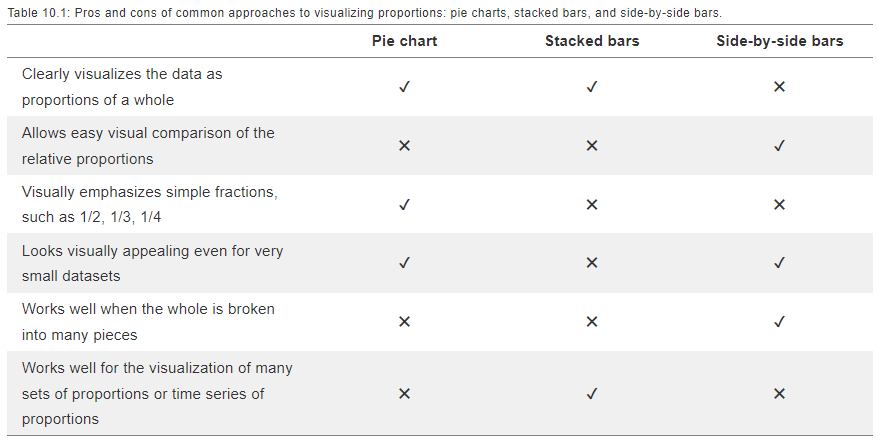 Table 10.1: Pros and cons of common approaches to visualizing proportions: pie charts, stacked bars, and side-by-side bars.
Pie chart Stacked bars Side-by-side bars
Clearly visualizes the data as
proportions of a whole ✓ ✓ ✕
Allows easy visual comparison of the
relative proportions ✕ ✕ ✓
Visually emphasizes simple fractions,
such as 1/2, 1/3, 1/4 ✓ ✕ ✕
Looks visually appealing even for very
small datasets ✓ ✕ ✓
Works well when the whole is broken
into many pieces ✕ ✕ ✓
Works well for the visualization of many
sets of proportions or time series of ✕ ✓ ✕
proportions